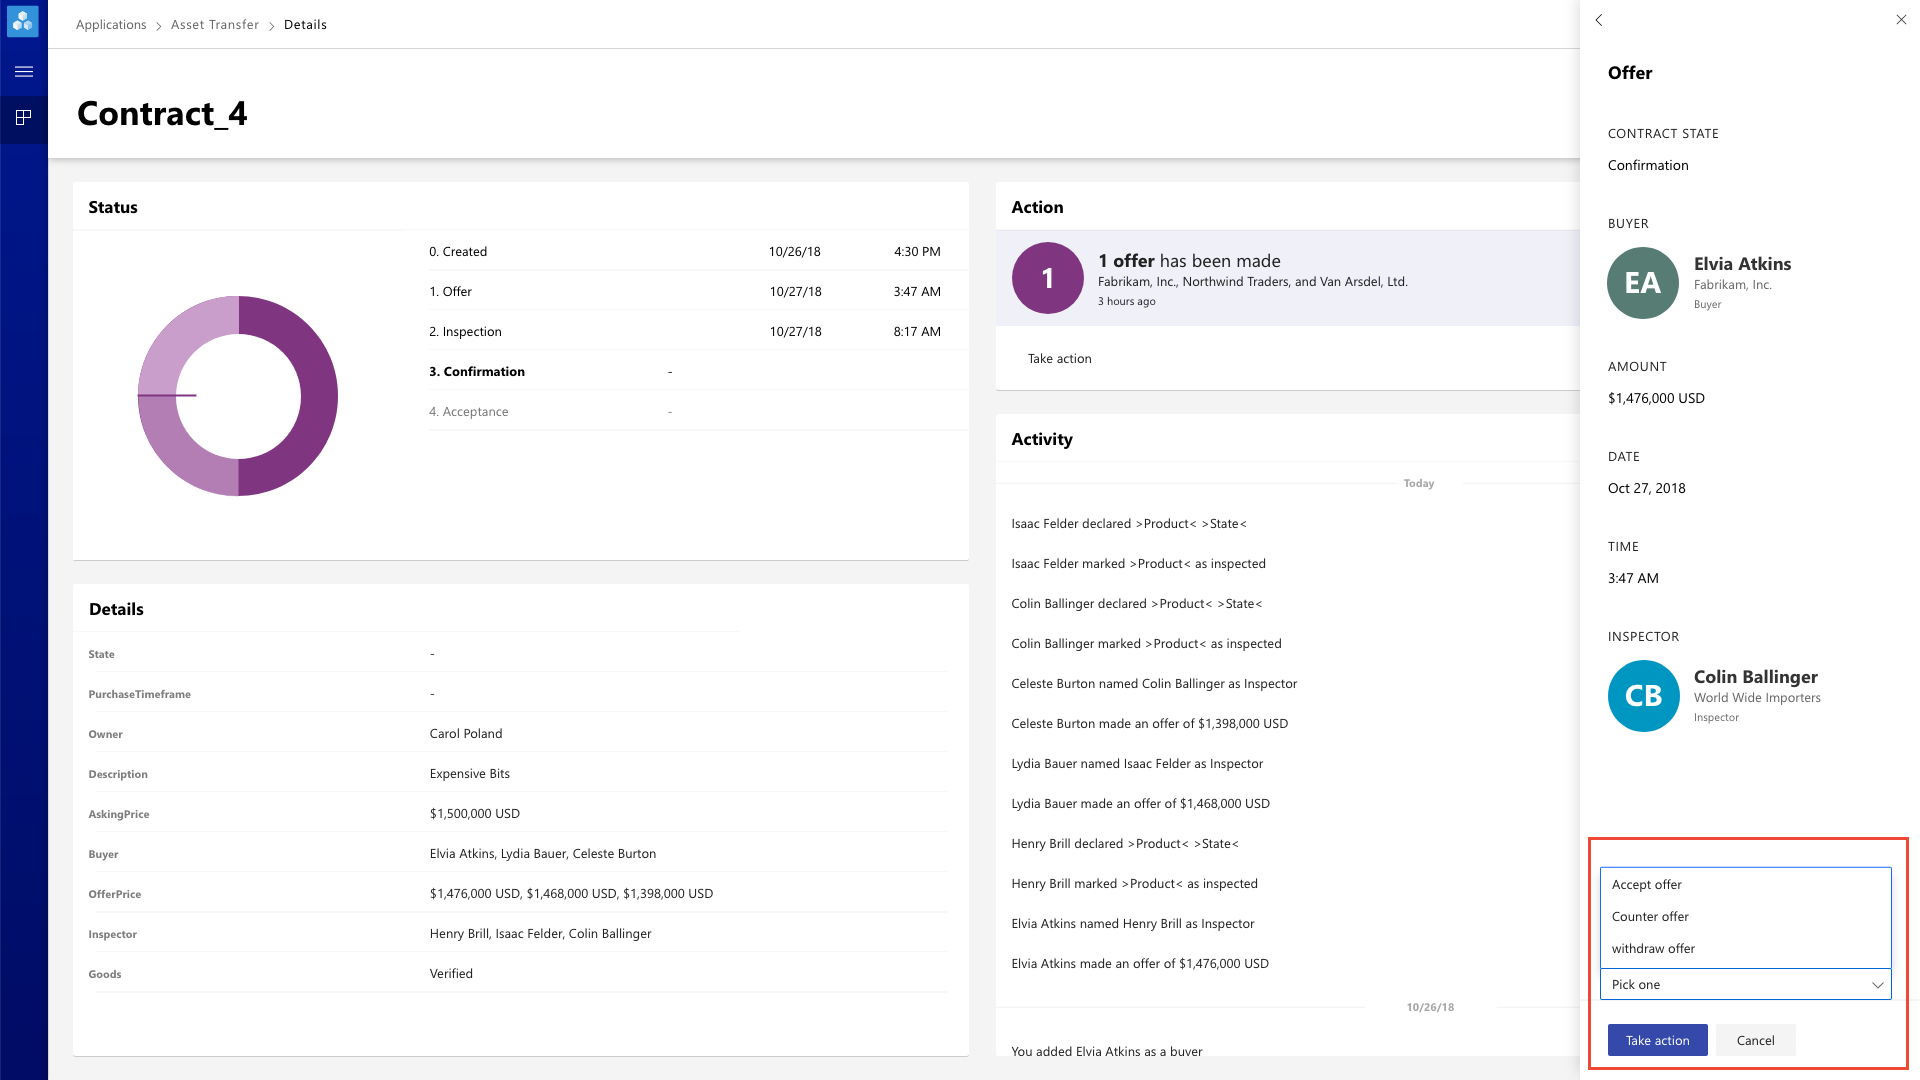 Applications > Asset Transfer > Details
Contract_4
Status
0. Created 10/26/18 4:30 PM
1. Offer 10/27/18 3:47 AM
2. Inspection 10/27/18 8:17 AM
3. Confirmation -
4. Acceptance -
Details
State -
PurchaseTimeframe -
Owner Carol Poland
Description Expensive Bits
AskingPrice $1,500,000 USD
Buyer Elvia Atkins, Lydia Bauer, Celeste Burton
OfferPrice $1,476,000 USD, $1,468,000 USD, $1,398,000 USD
Inspector Henry Brill, Isaac Felder, Colin Ballinger
Goods Verified
Action
1
1 offer has been made
Fabrikam, Inc., Northwind Traders, and Van Arsdel, Ltd.
3 hours ago
Take action
Activity
Today
Isaac Felder declared >Product< >State<
Isaac Felder marked >Product< as inspected
Colin Ballinger declared >Product< >State<
Colin Ballinger marked >Product< as inspected
Celeste Burton named Colin Ballinger as Inspector
Celeste Burton made an offer of $1,398,000 USD
Lydia Bauer named Isaac Felder as Inspector
Lydia Bauer made an offer of $1,468,000 USD
Henry Brill declared >Product< >State<
Henry Brill marked >Product< as inspected
Elvia Atkins named Henry Brill as Inspector
Elvia Atkins made an offer of $1,476,000 USD
10/26/18
You added Elvia Atkins as a buyer
Offer
CONTRACT STATE
Confirmation
BUYER
EA
Elvia Atkins
Fabrikam, Inc.
Buyer
AMOUNT
$1,476,000 USD
DATE
Oct 27, 2018
TIME
3:47 AM
INSPECTOR
CB
Colin Ballinger
World Wide Importers
Inspector
Accept offer
Counter offer
withdraw offer
Pick one
Take action Cancel